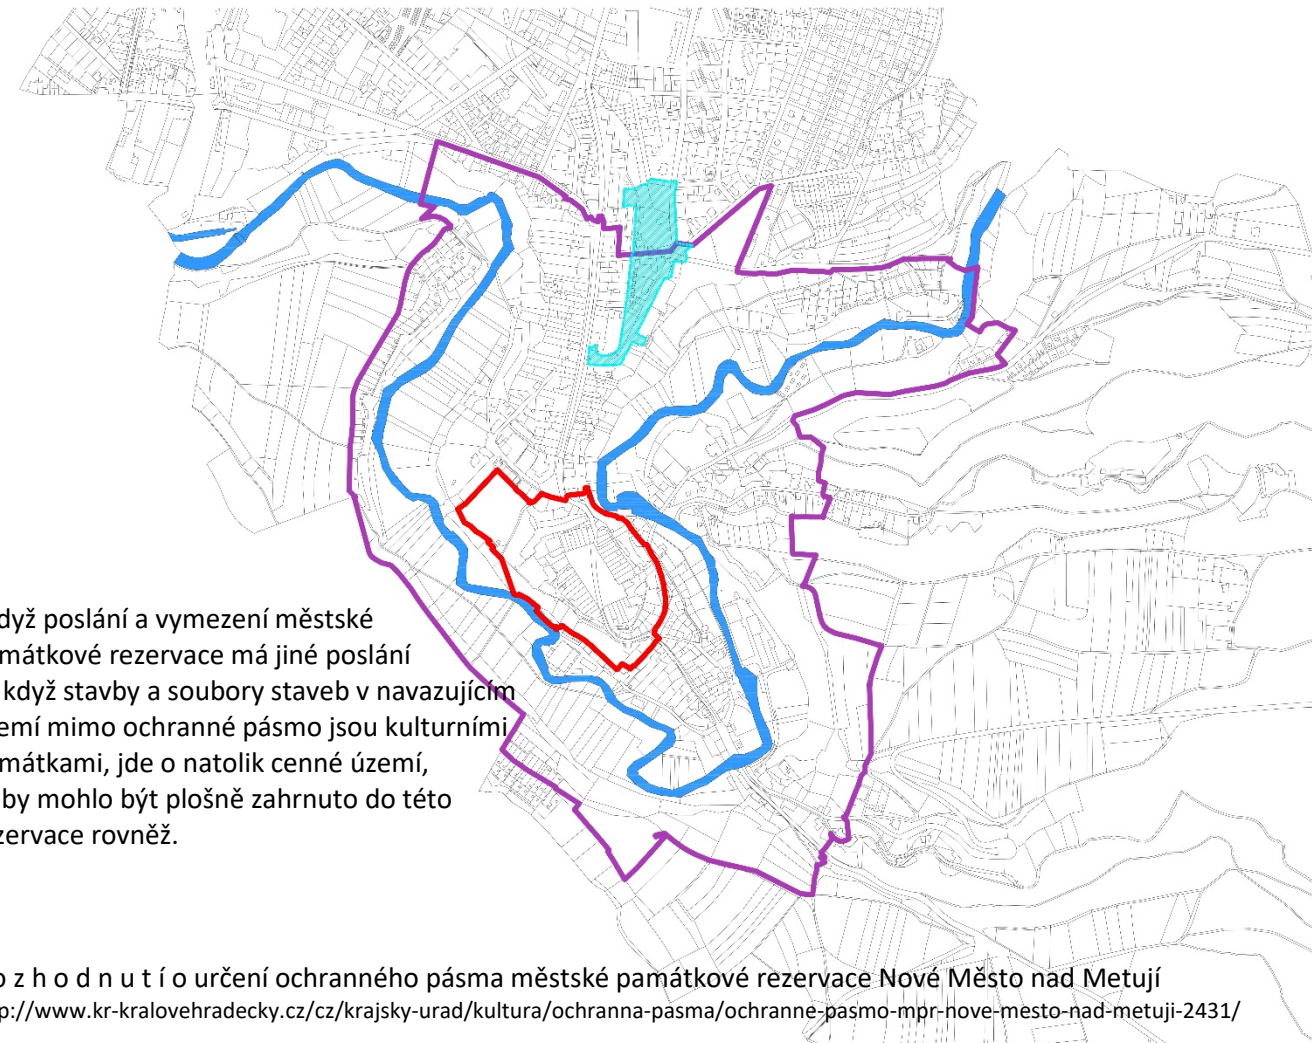 dyž poslání a vymezení městské
mátkové rezervace má jiné poslání
když stavby a soubory staveb v navazujícím
emí mimo ochranné pásmo jsou kulturními
mátkami, jde o natolik cenné území,
by mohlo být plošně zahrnuto do této
zervace rovněž.
o z h o d n u t í o určení ochranného pásma městské památkové rezervace Nové Město nad Metují
p://www.kr-kralovehradecky.cz/cz/krajsky-urad/kultura/ochranna-pasma/ochranne-pasmo-mpr-nove-mesto-nad-metuji-2431/